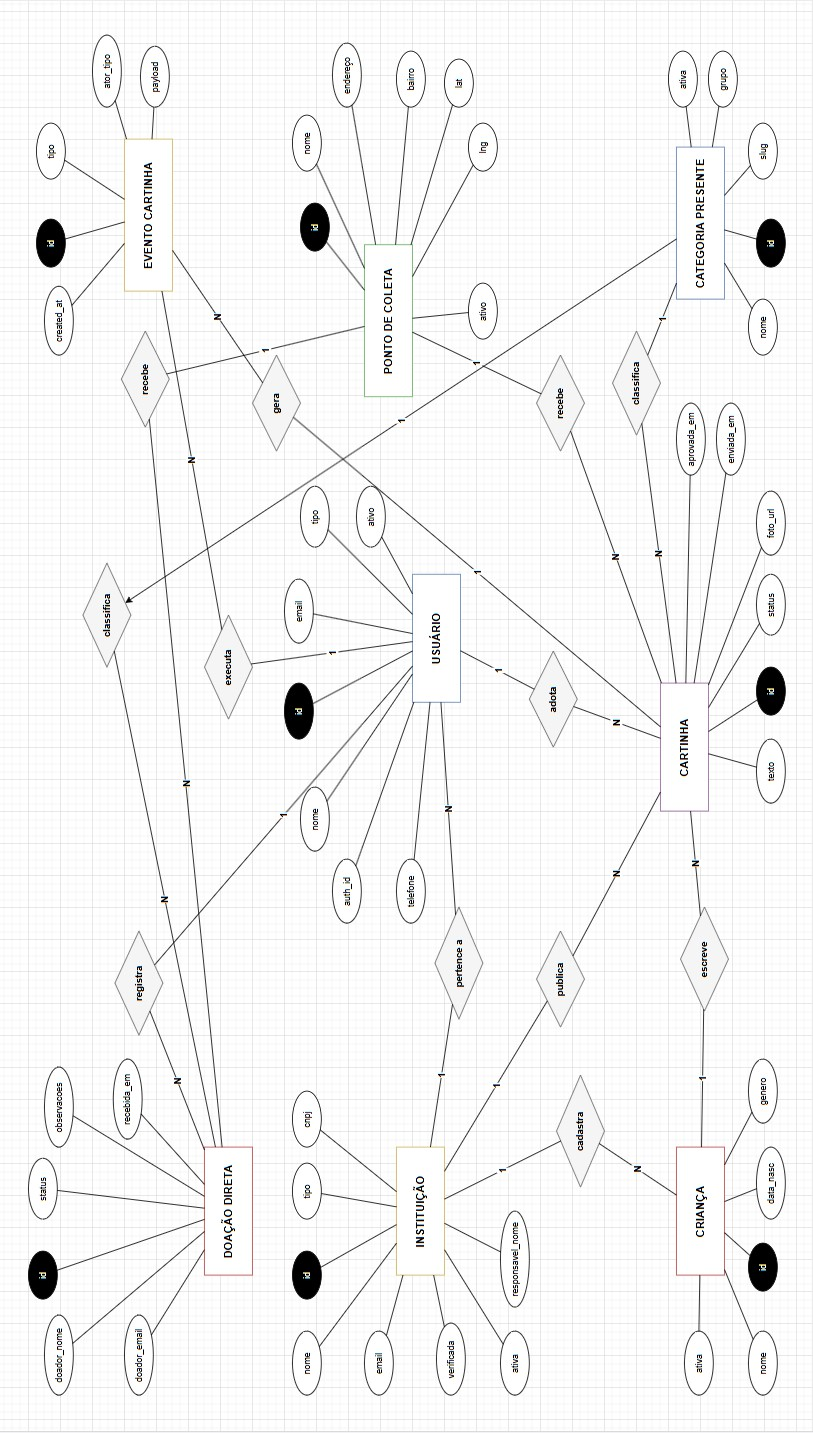 doador_nome
id
status
observacoes
doador_email
recebida_em
DOAÇÃO DIRETA
N
registra
N
N
classifica
recebe
created_at
id
tipo
ator_tipo
payload
EVENTO CARTINHA
N
N
gera
executa
1
1
nome
id
tipo
cnpj
email
verificada
ativa
responsavel_nome
INSTITUIÇÃO
1
1
1
pertence a
N
nome
auth_id
telefone
id
email
tipo
ativo
USUÁRIO
1
1
1
1
id
nome
endereço
bairro
lat
lng
ativo
PONTO DE COLETA
1
recebe
N
cadastra
N
publica
N
adota
N
1
ativa
nome
id
data_nasc
genero
CRIANÇA
1
escreve
N
CARTINHA
texto
id
status
foto_url
enviada_em
aprovada_em
N
classifica
1
CATEGORIA PRESENTE
nome
id
slug
grupo
ativa